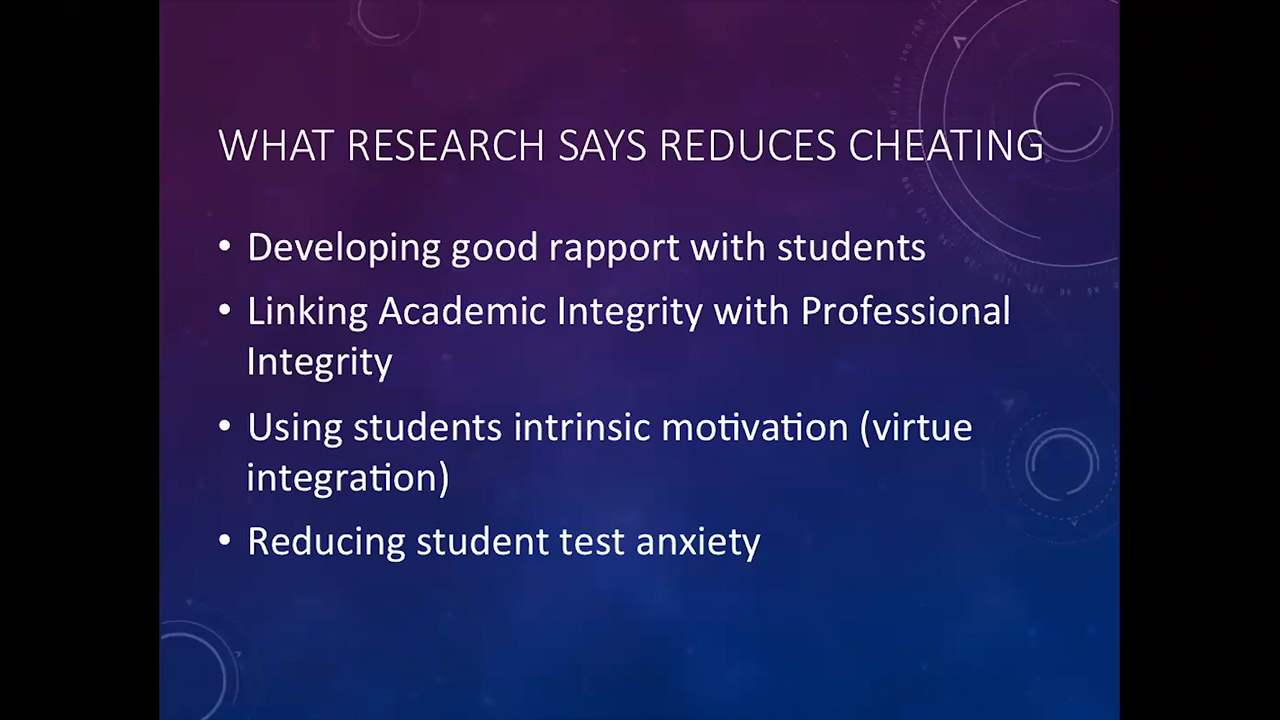 WHAT RESEARCH SAYS REDUCES CHEATING
• Developing good rapport with students
• Linking Academic Integrity with Professional
Integrity
• Using students intrinsic motivation (virtue
integration)
• Reducing student test anxiety